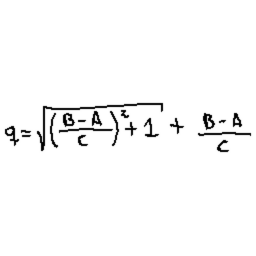 q = √((B-A)/C)² + 1) + (B-A)/C